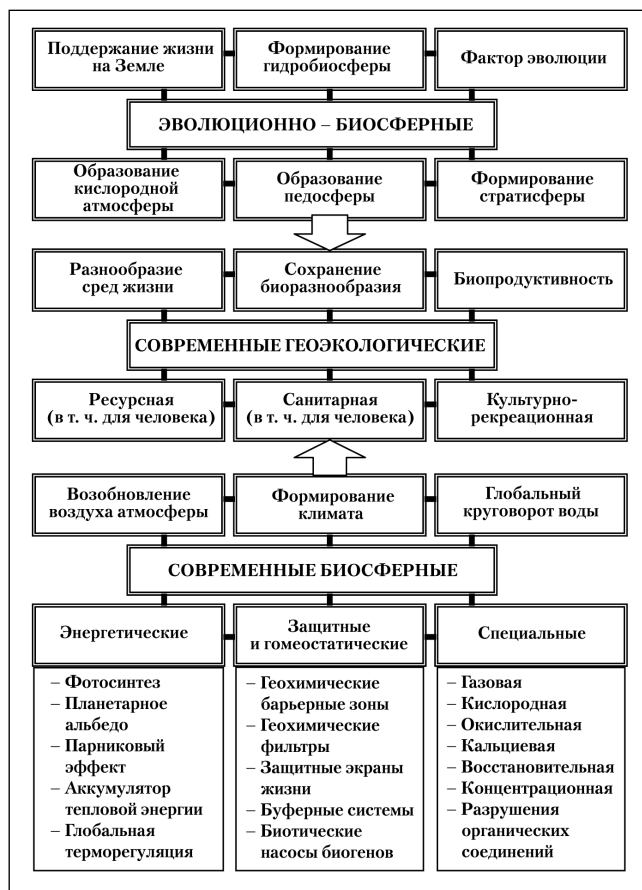 Поддержание жизни
на Земле
Формирование
гидробиосферы
Фактор эволюции
ЭВОЛЮЦИОННО – БИОСФЕРНЫЕ
Образование
кислородной
атмосферы
Образование
педосферы
Формирование
стратисферы
Разнообразие
сред жизни
Сохранение
биоразнообразия
Биопродуктивность
СОВРЕМЕННЫЕ ГЕОЭКОЛОГИЧЕСКИЕ
Ресурсная
(в т. ч. для человека)
Санитарная
(в т. ч. для человека)
Культурно-
рекреационная
Возобновление
воздуха атмосферы
Формирование
климата
Глобальный
круговорот воды
СОВРЕМЕННЫЕ БИОСФЕРНЫЕ
Энергетические
Защитные
и гомеостатические
Специальные
– Фотосинтез
– Планетарное
альбедо
– Парниковый
эффект
– Аккумулятор
тепловой энергии
– Глобальная
терморегуляция
– Геохимические
барьерные зоны
– Геохимические
фильтры
– Защитные экраны
жизни
– Буферные системы
– Биотические
насосы биогенов
– Газовая
– Кислородная
– Окислительная
– Кальциевая
– Восстановительная
– Концентрационная
– Разрушения
органических
соединений